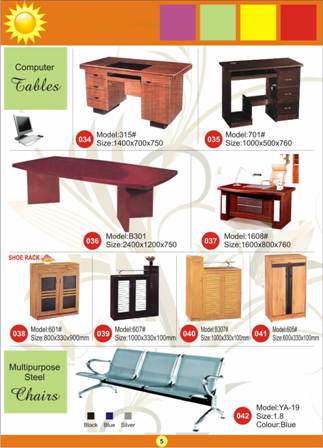 Computer
Tables
034
Model:315#
Size:1400x700x750
035
Model:701#
Size:1000x500x760
036
Model:B301
Size:2400x1200x750
037
Model:1608#
Size:1600x800x760
SHOE RACK
038
Model:601#
Size:800x330x900mm
039
Model:607#
Size:1000x330x100mm
040
Model:8307#
Size:1000x330x100mm
041
Model:605#
Size:600x330x100mm
Multipurpose
Steel
Chairs
Black Blue Silver
042
Model:YA-19
Size:1.8
Colour:Blue
5